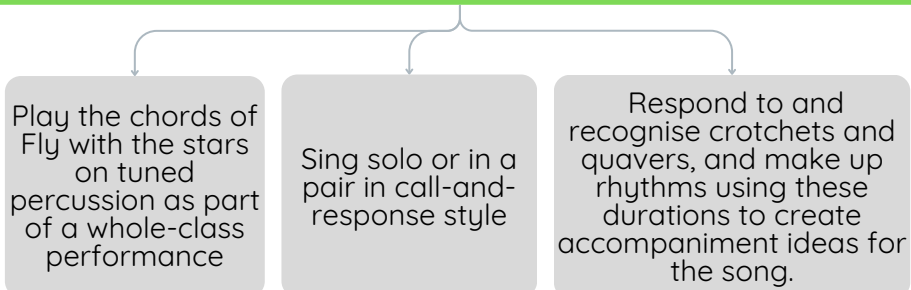 Play the chords of
Fly with the stars
on tuned
percussion as part
of a whole-class
performance
Sing solo or in a
pair in call-and-
response style
Respond to and
recognise crotchets and
quavers, and make up
rhythms using these
durations to create
accompaniment ideas for
the song.